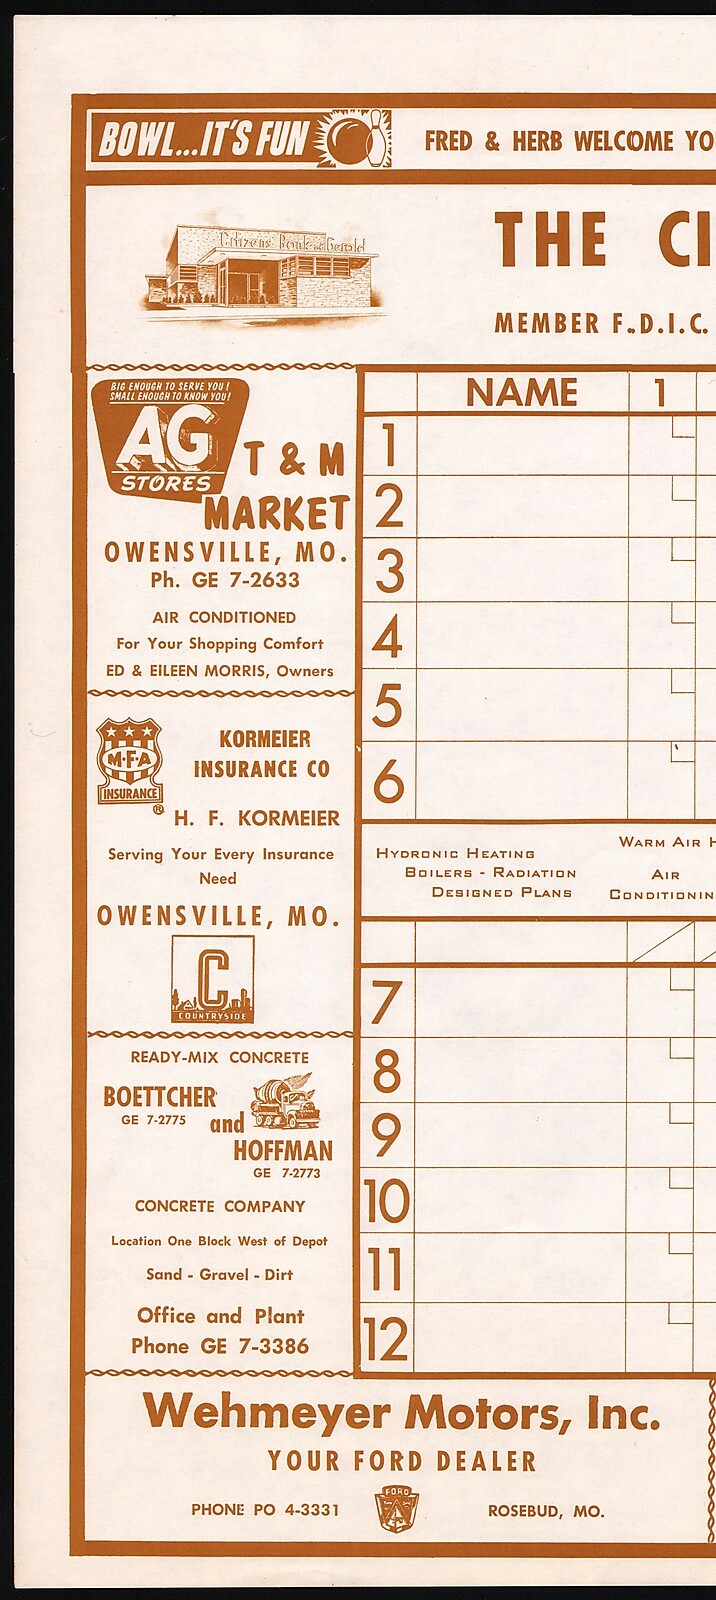 BOWL...IT'S FUN
FRED & HERB WELCOME YO
Citizens Bank of Gerald
THE CI
MEMBER F.D.I.C.
BIG ENOUGH TO SERVE YOU!
SMALL ENOUGH TO KNOW YOU!
AG
STORES
T & M
MARKET
OWENSVILLE, MO.
Ph. GE 7-2633
AIR CONDITIONED
For Your Shopping Comfort
ED & EILEEN MORRIS, Owners
M·F·A
INSURANCE
®
KORMEIER
INSURANCE CO
H. F. KORMEIER
Serving Your Every Insurance
Need
OWENSVILLE, MO.
C
COUNTRYSIDE
READY-MIX CONCRETE
BOETTCHER
GE 7-2775
and
HOFFMAN
GE 7-2773
CONCRETE COMPANY
Location One Block West of Depot
Sand - Gravel - Dirt
Office and Plant
Phone GE 7-3386
NAME 1
1
2
3
4
5
6
HYDRONIC HEATING
BOILERS - RADIATION
DESIGNED PLANS
WARM AIR H
AIR
CONDITIONIN
7
8
9
10
11
12
Wehmeyer Motors, Inc.
YOUR FORD DEALER
PHONE PO 4-3331
FORD
ROSEBUD, MO.